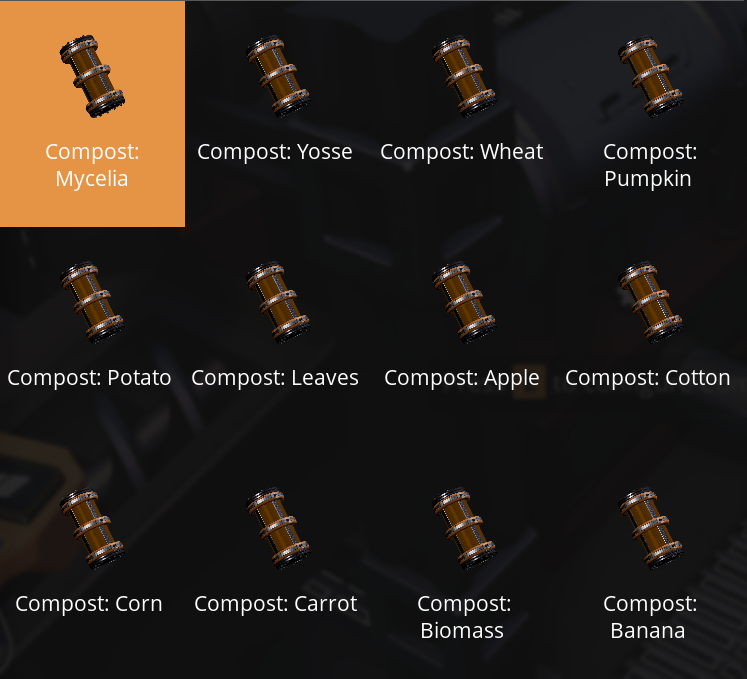 Compost:
Mycelia
Compost: Yosse
Compost: Wheat
Compost:
Pumpkin
Compost: Potato
Compost: Leaves
Compost: Apple
Compost: Cotton
Compost: Corn
Compost: Carrot
Compost:
Biomass
Compost:
Banana